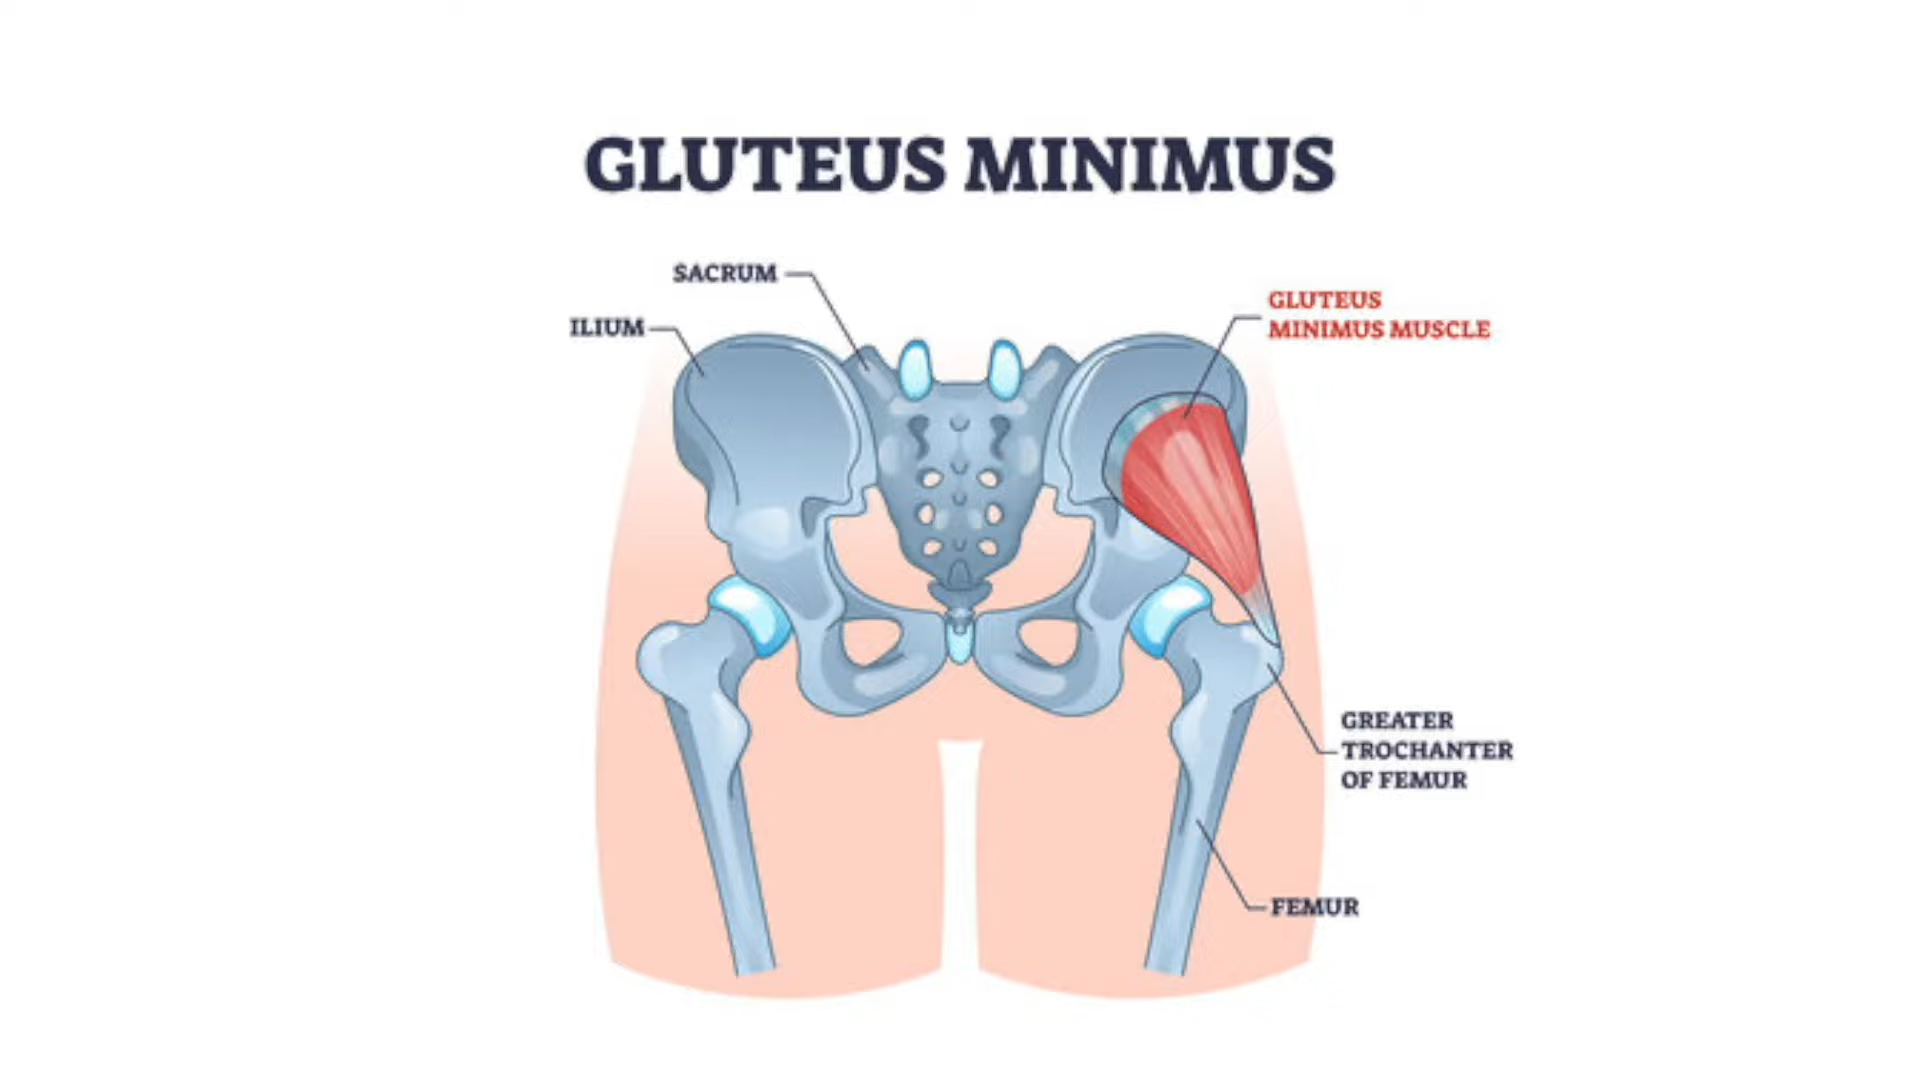 GLUTEUS MINIMUS
SACRUM
ILIUM
GLUTEUS
MINIMUS MUSCLE
GREATER
TROCHANTER
OF FEMUR
FEMUR